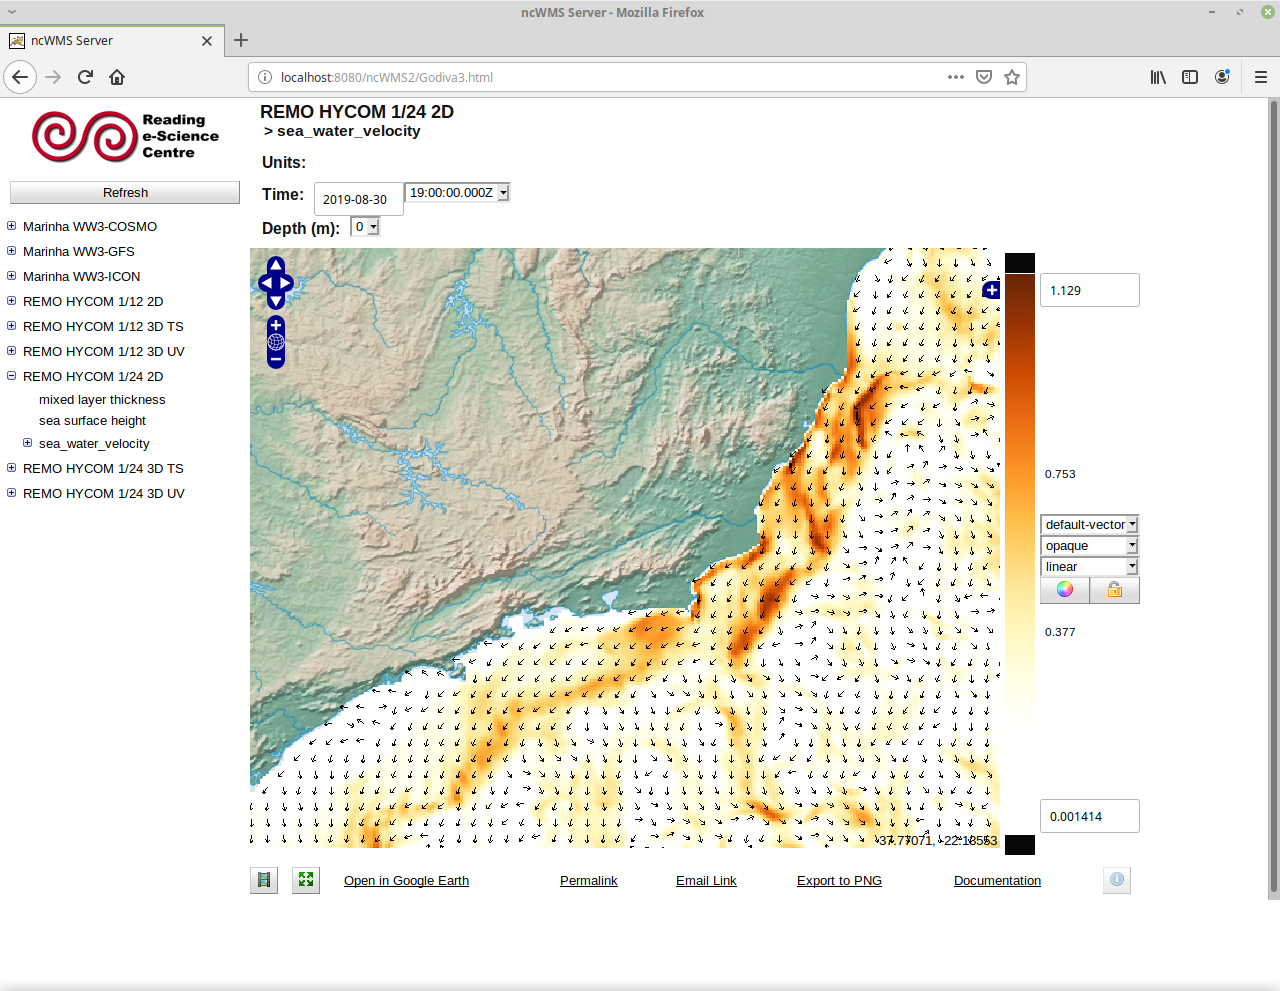 ncWMS Server - Mozilla Firefox
ncWMS Server
localhost:8080/ncWMS2/Godiva3.html
Reading
e-Science
Centre
Refresh
Marinha WW3-COSMO
Marinha WW3-GFS
Marinha WW3-ICON
REMO HYCOM 1/12 2D
REMO HYCOM 1/12 3D TS
REMO HYCOM 1/12 3D UV
REMO HYCOM 1/24 2D
mixed layer thickness
sea surface height
sea_water_velocity
REMO HYCOM 1/24 3D TS
REMO HYCOM 1/24 3D UV
REMO HYCOM 1/24 2D
> sea_water_velocity
Units:
Time: 2019-08-30 19:00:00.000Z
Depth (m): 0
1.129
0.753
default-vector
opaque
linear
0.377
0.001414
-37.77071, -22.18553
Open in Google Earth Permalink Email Link Export to PNG Documentation